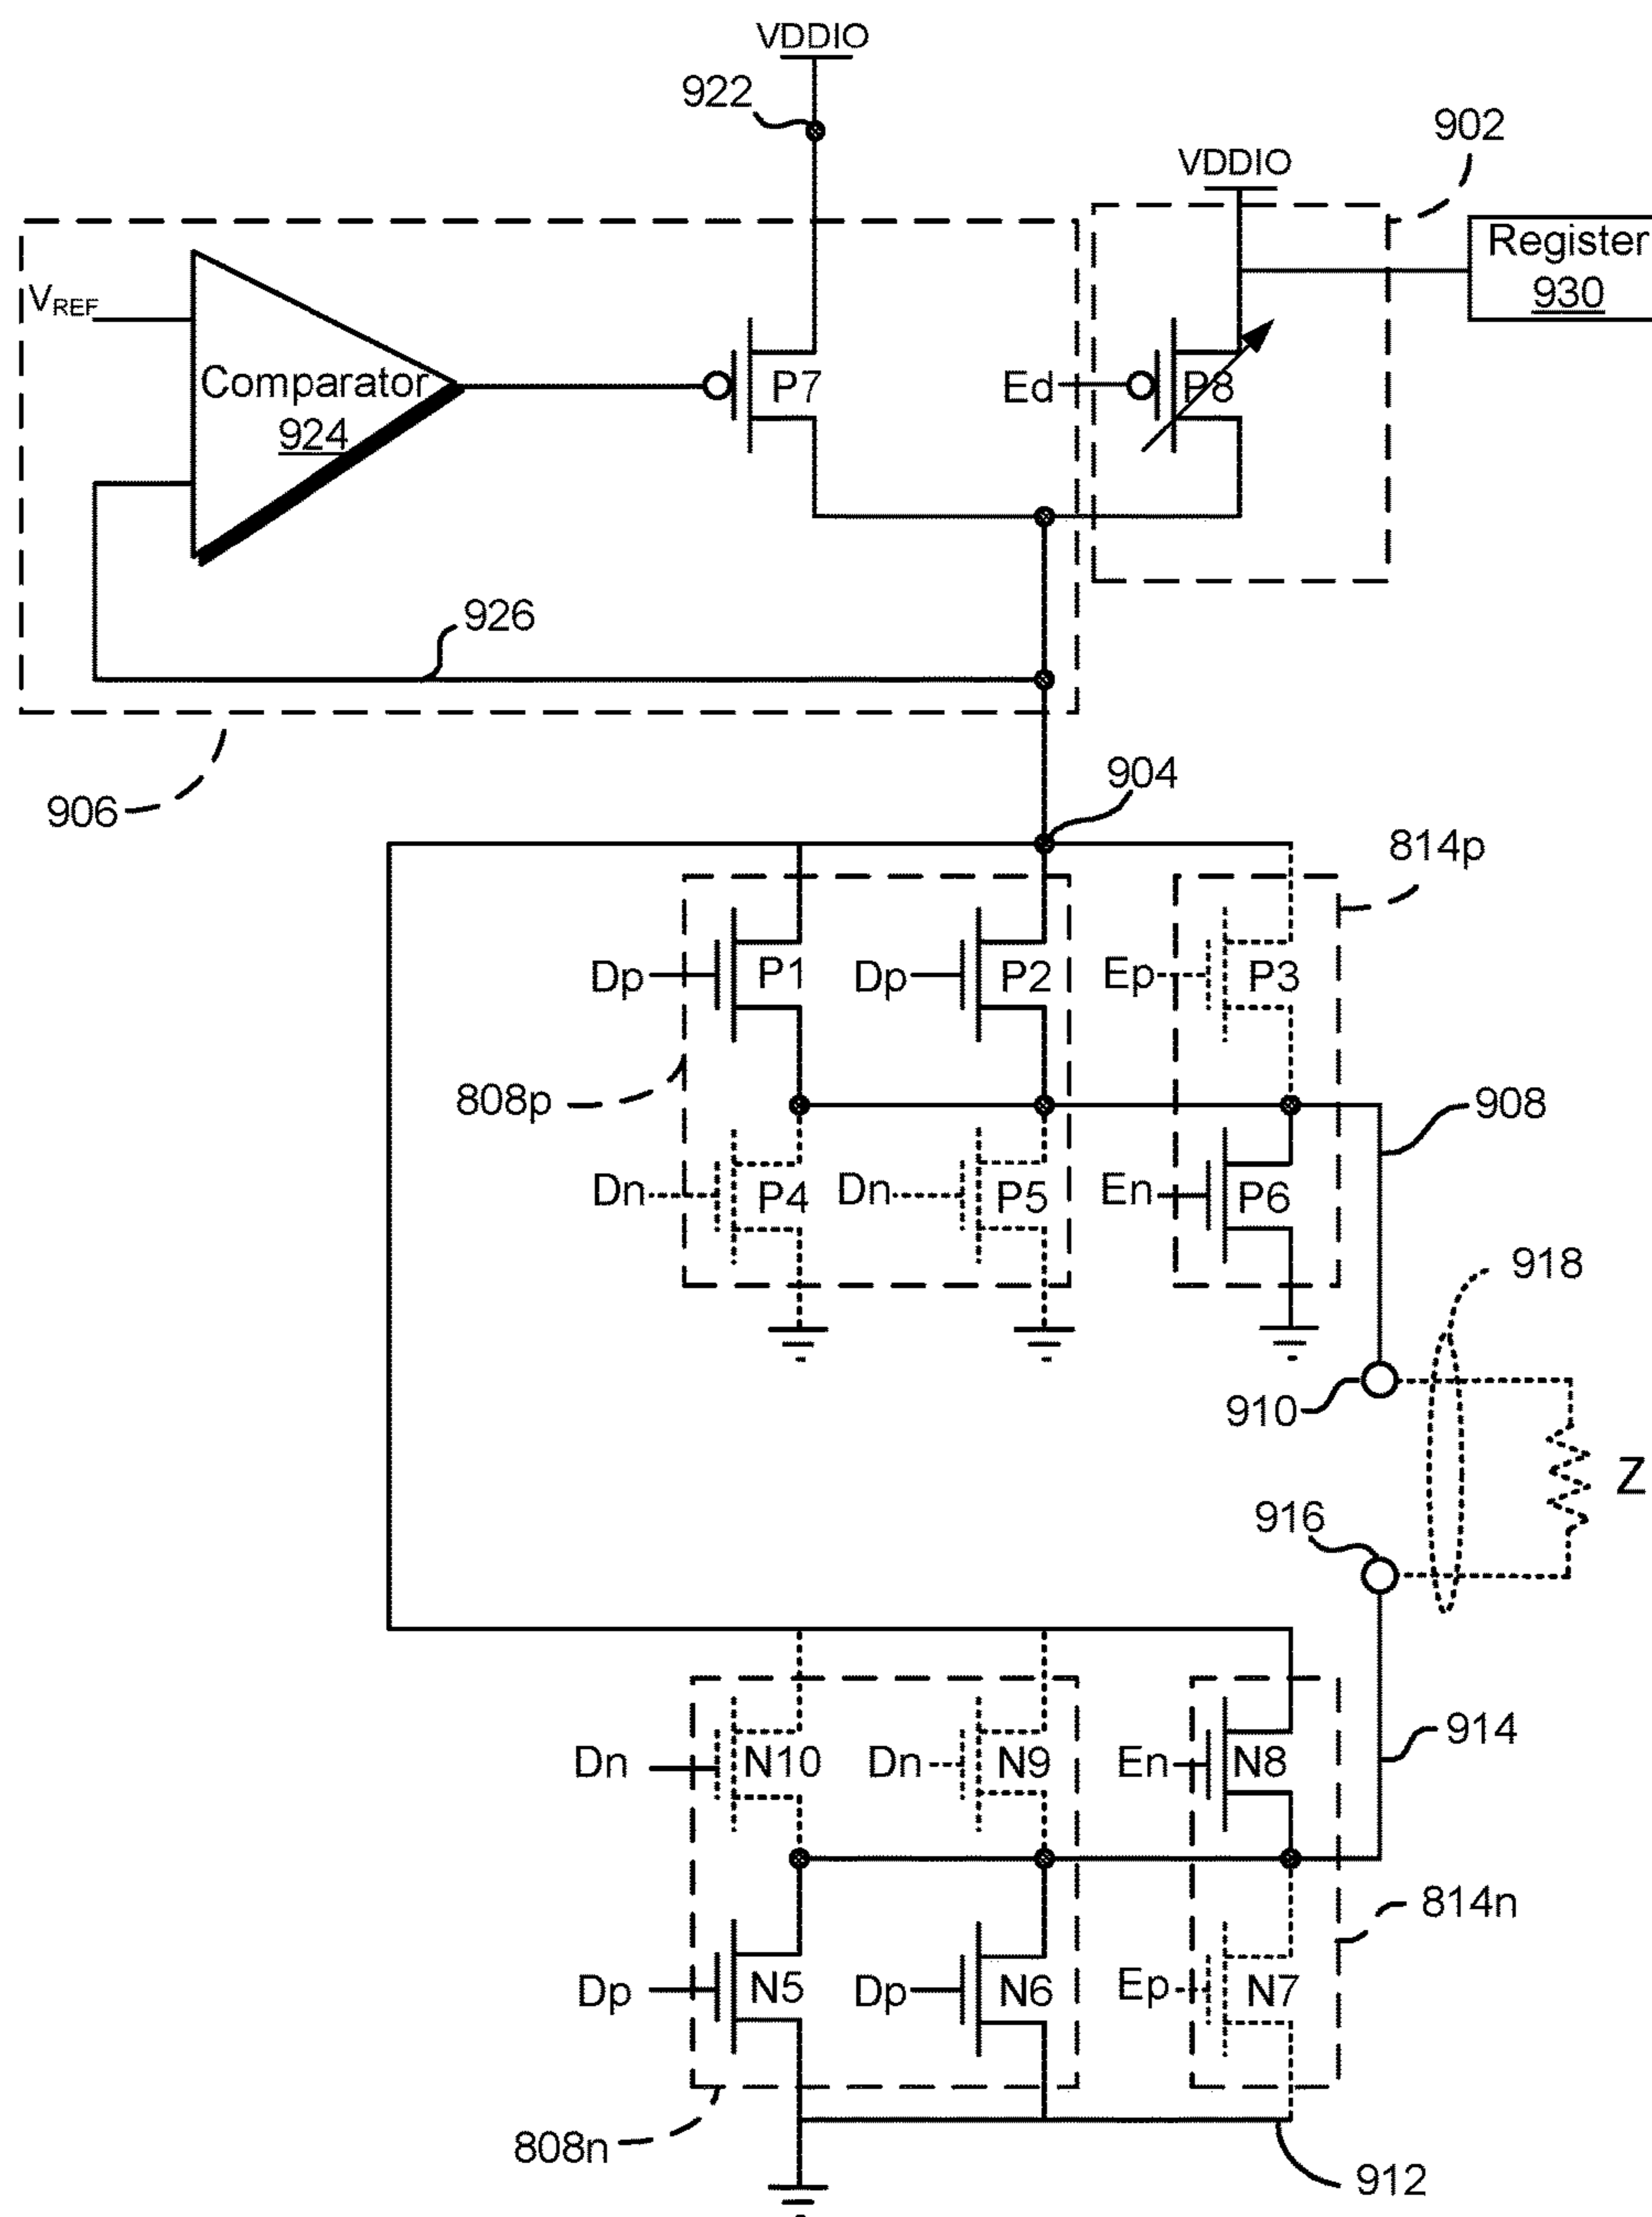 VDDIO
922
902
VDDIO
Register
930
VREF
Comparator
924
P7
Ed
P8
926
906
904
814p
Dp
P1
Dp
P2
Ep
P3
808p
908
Dn
P4
Dn
P5
En
P6
918
910
Z
916
Dn
N10
Dn
N9
En
N8
914
814n
Dp
N5
Dp
N6
Ep
N7
808n
912